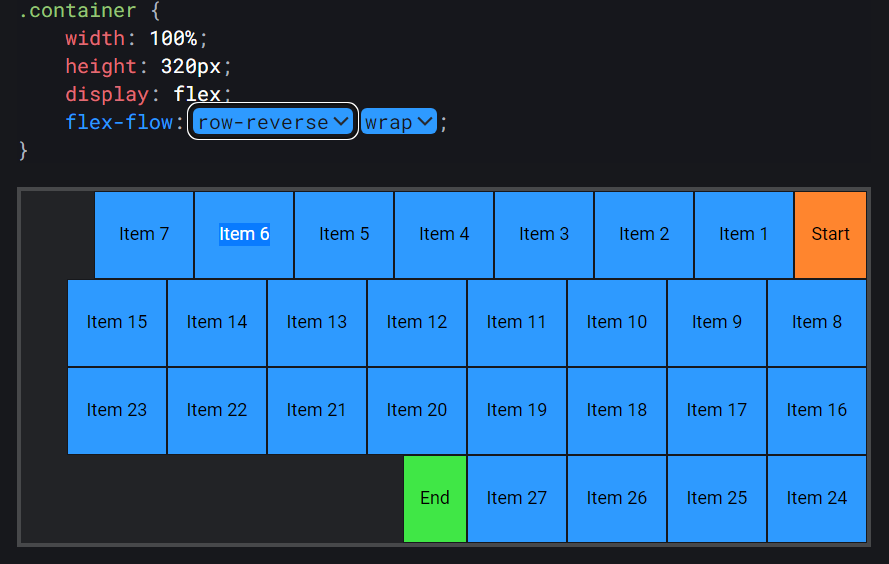 .container {
width: 100%;
height: 320px;
display: flex;
flex-flow: row-reverse wrap;
}
Item 7 Item 6 Item 5 Item 4 Item 3 Item 2 Item 1 Start
Item 15 Item 14 Item 13 Item 12 Item 11 Item 10 Item 9 Item 8
Item 23 Item 22 Item 21 Item 20 Item 19 Item 18 Item 17 Item 16
End Item 27 Item 26 Item 25 Item 24